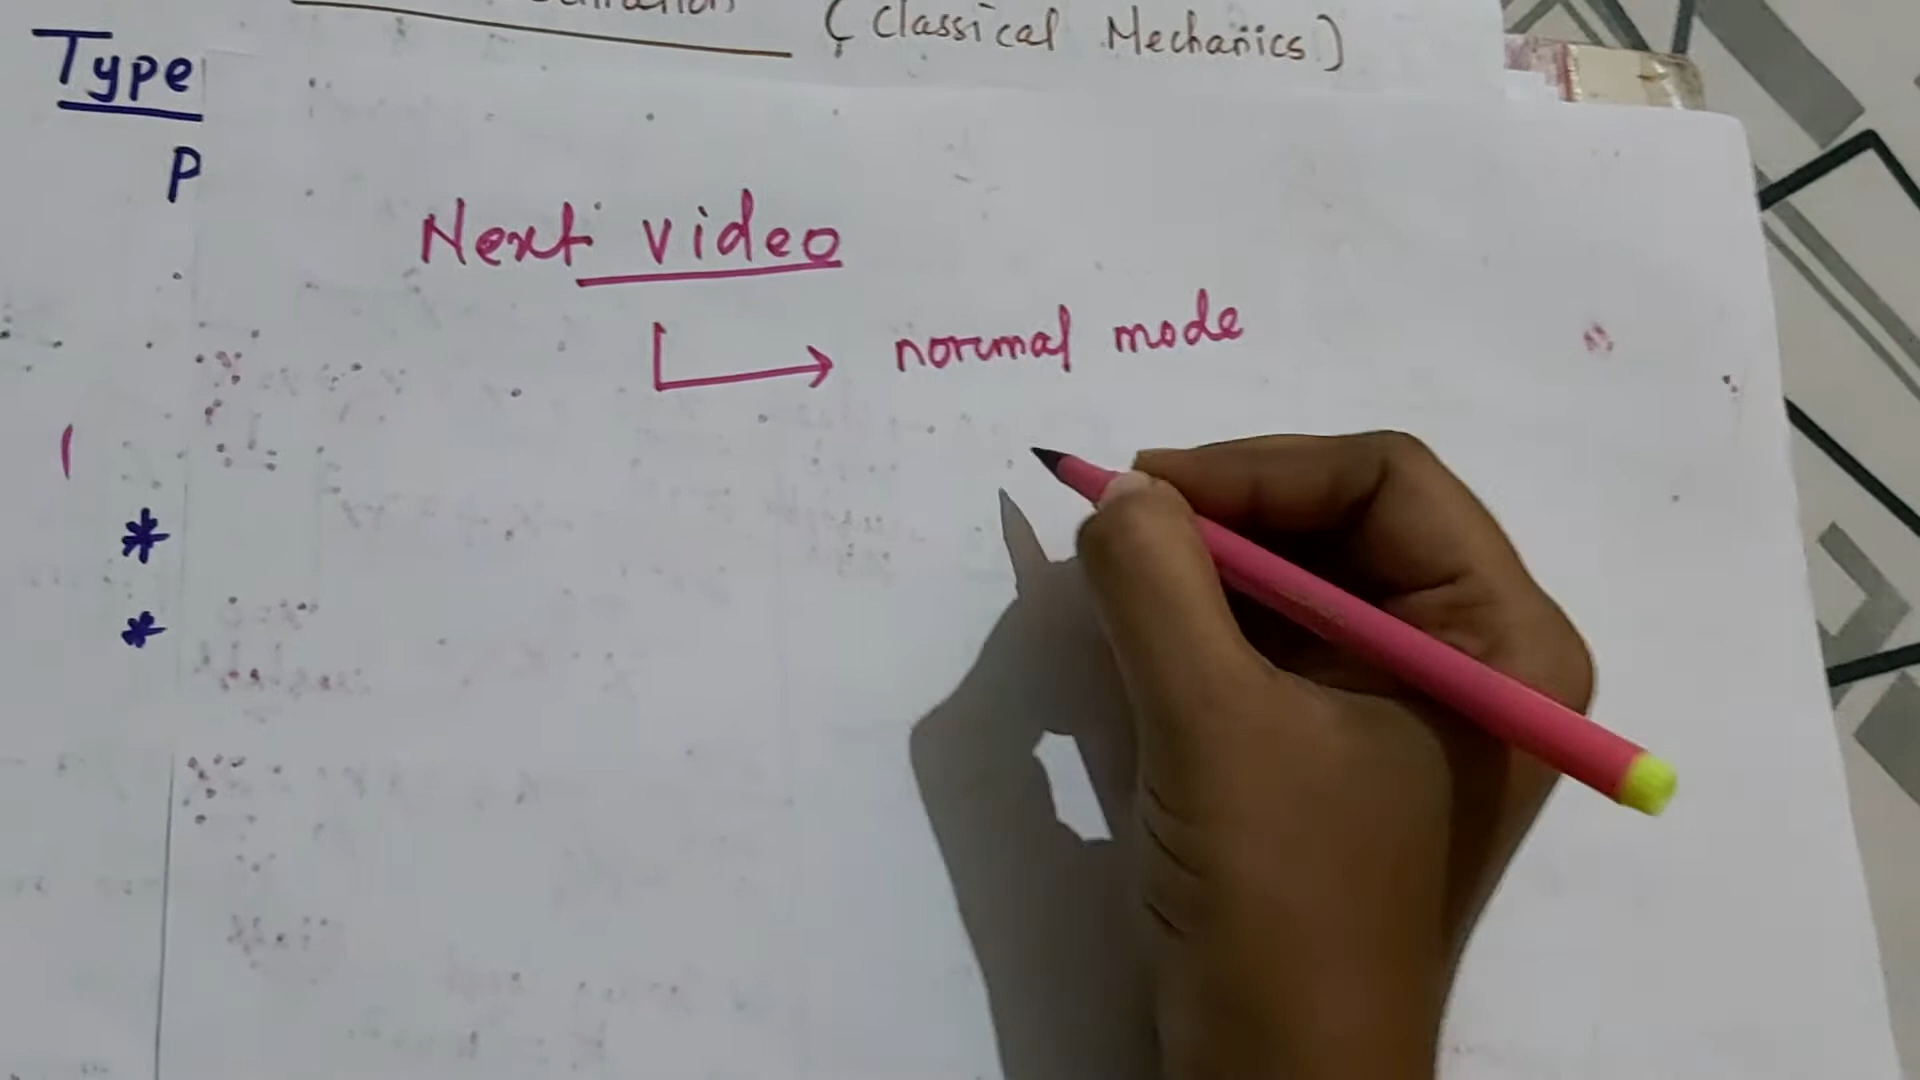 (Classical Mechanics)
Type
P
Next video
normal mode
*
*